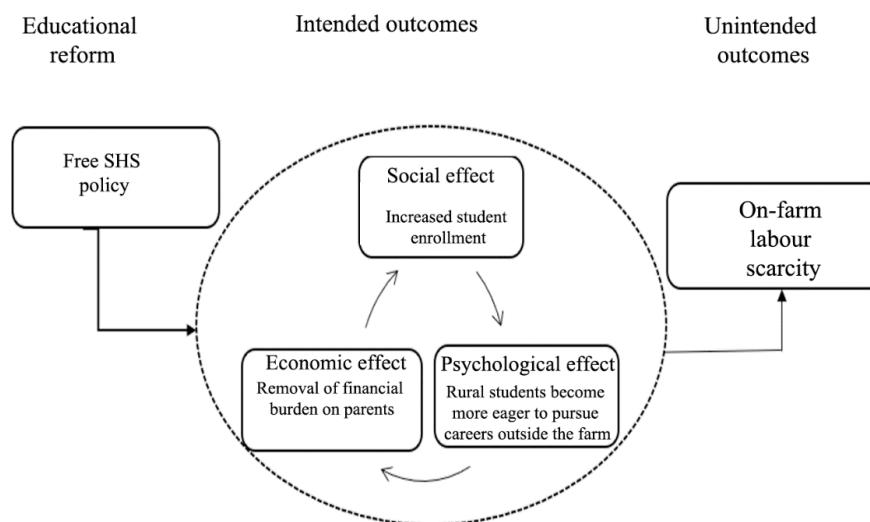 Educational
reform
Intended outcomes
Unintended
outcomes
Free SHS
policy
Social effect
Increased student
enrollment
On-farm
labour
scarcity
Economic effect
Removal of financial
burden on parents
Psychological effect
Rural students become
more eager to pursue
careers outside the farm